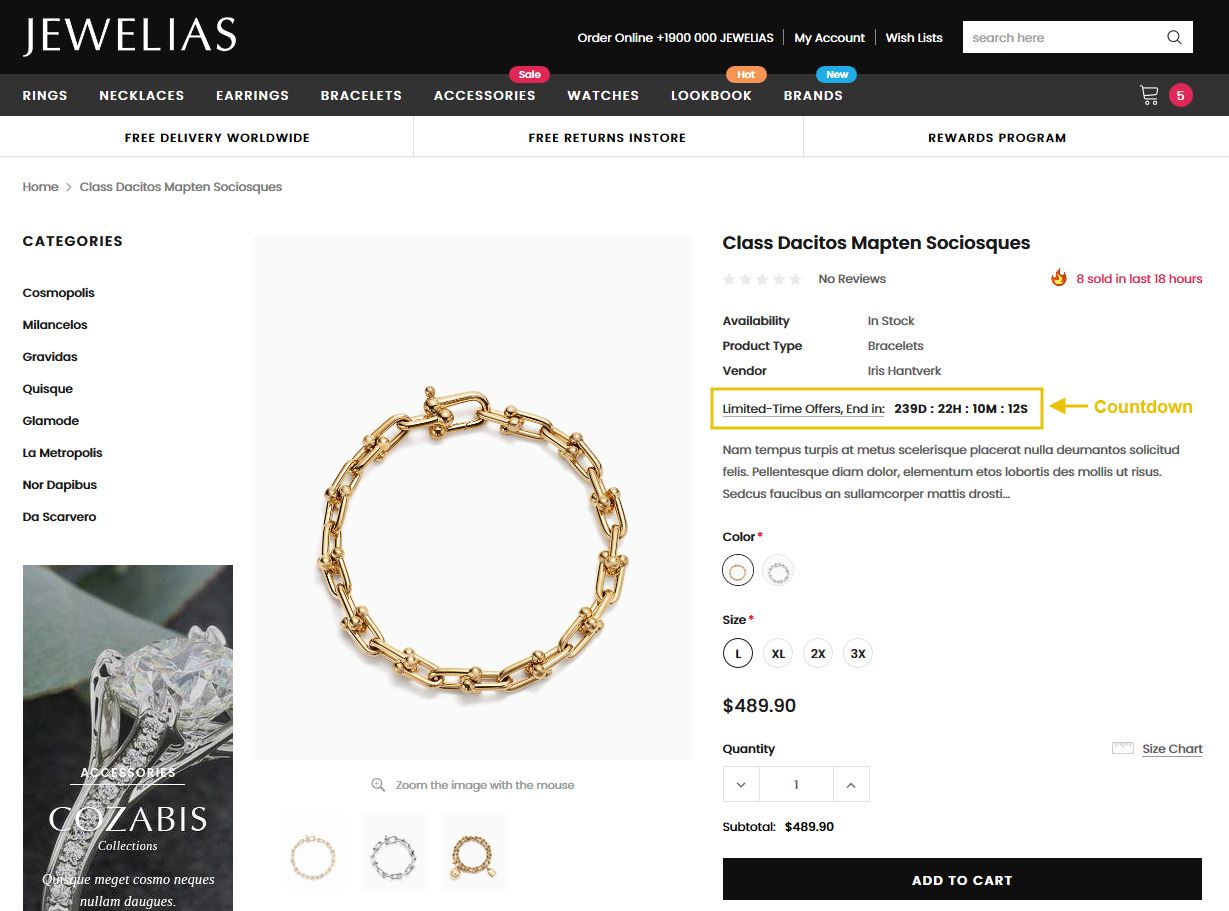 JEWELIAS
Order Online +1900 000 JEWELIAS
My Account
Wish Lists
search here
Sale
Hot
New
RINGS
NECKLACES
EARRINGS
BRACELETS
ACCESSORIES
WATCHES
LOOKBOOK
BRANDS
5
FREE DELIVERY WORLDWIDE
FREE RETURNS INSTORE
REWARDS PROGRAM
Home > Class Dacitos Mapten Sociosques
CATEGORIES
Cosmopolis
Milancelos
Gravidas
Quisque
Glamode
La Metropolis
Nor Dapibus
Da Scarvero
ACCESSORIES
COZABIS
Collections
Quisque meget cosmo neques
nullam daugues.
Zoom the image with the mouse
Class Dacitos Mapten Sociosques
No Reviews
8 sold in last 18 hours
Availability In Stock
Product Type Bracelets
Vendor Iris Hantverk
Limited-Time Offers, End in: 239D : 22H : 10M : 12S
Countdown
Nam tempus turpis at metus scelerisque placerat nulla deumantos solicitud
felis. Pellentesque diam dolor, elementum etos lobortis des mollis ut risus.
Sedcus faucibus an sullamcorper mattis drosti...
Color*
Size*
L
XL
2X
3X
$489.90
Quantity
Size Chart
1
Subtotal: $489.90
ADD TO CART